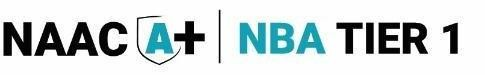 NAAC A+ | NBA TIER 1